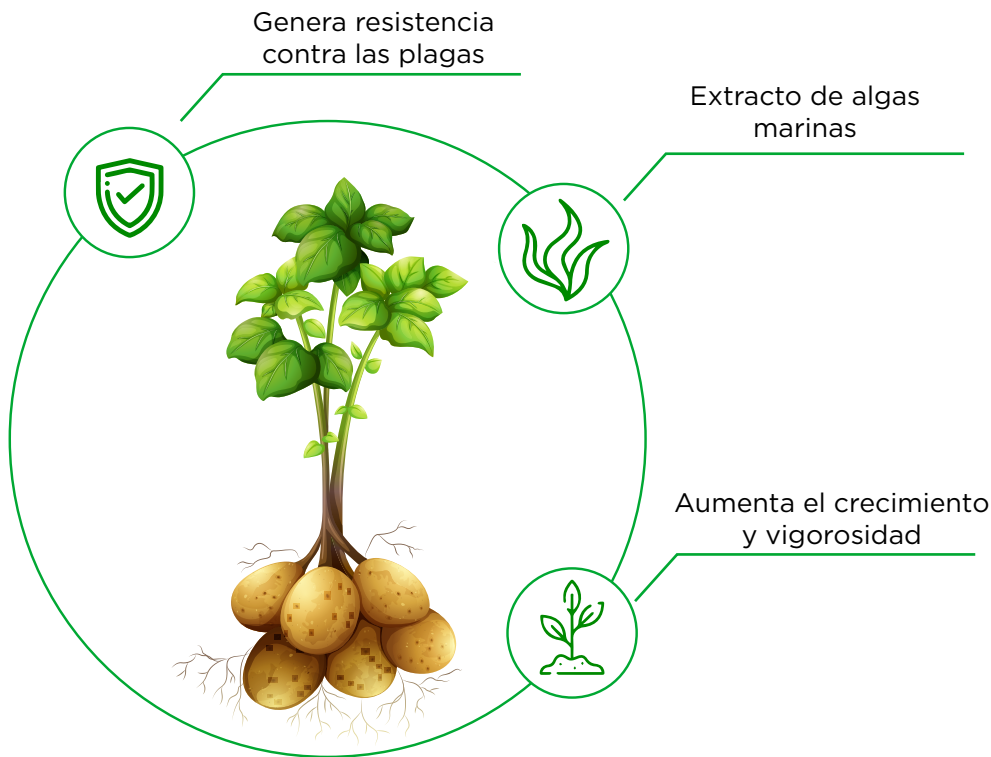 Genera resistencia
contra las plagas
Extracto de algas
marinas
Aumenta el crecimiento
y vigorosidad